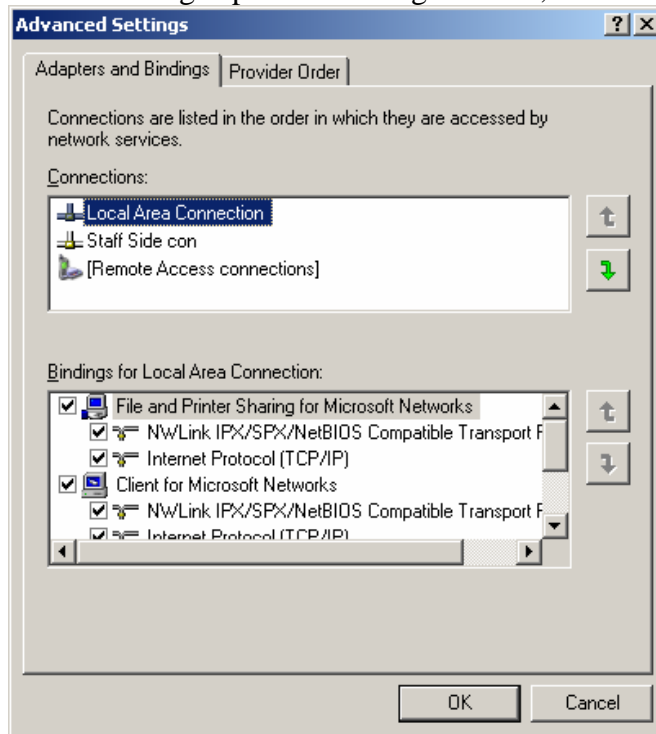 Advanced Settings
Adapters and Bindings
Provider Order
Connections are listed in the order in which they are accessed by
network services.
Connections:
Local Area Connection
Staff Side con
[Remote Access connections]
Bindings for Local Area Connection:
File and Printer Sharing for Microsoft Networks
NWLink IPX/SPX/NetBIOS Compatible Transport
Internet Protocol (TCP/IP)
Client for Microsoft Networks
NWLink IPX/SPX/NetBIOS Compatible Transport
Internet Protocol (TCP/IP)
OK
Cancel